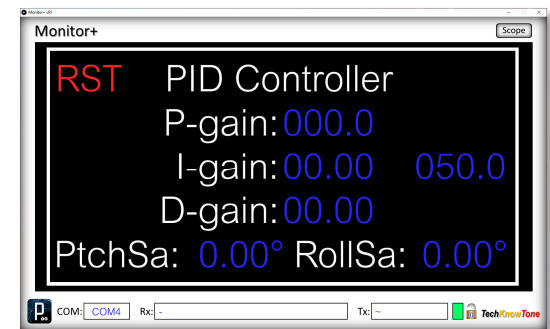 Monitor+ vR1
Monitor+
Scope
RST PID Controller
P-gain: 000.0
I-gain: 00.00 050.0
D-gain: 00.00
PtchSa: 0.00° RollSa: 0.00°
COM: COM4 Rx: - Tx: ~ TechKnowTone